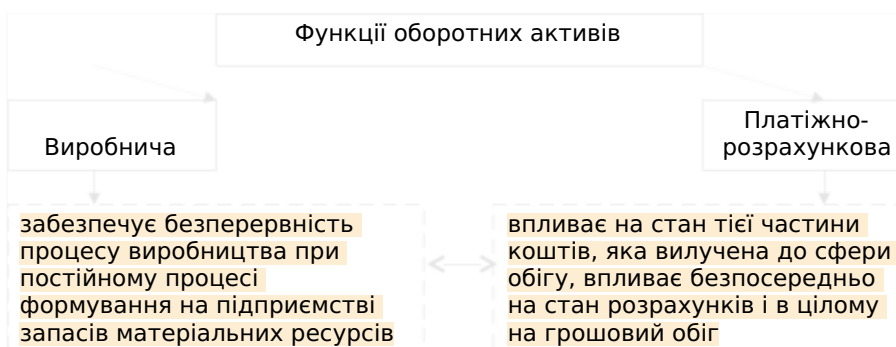 Функції оборотних активів
Виробнича
Платіжно-
розрахункова
забезпечує безперервність
процесу виробництва при
постійному процесі
формування на підприємстві
запасів матеріальних ресурсів
впливає на стан тієї частини
коштів, яка вилучена до сфери
обігу, впливає безпосередньо
на стан розрахунків і в цілому
на грошовий обіг